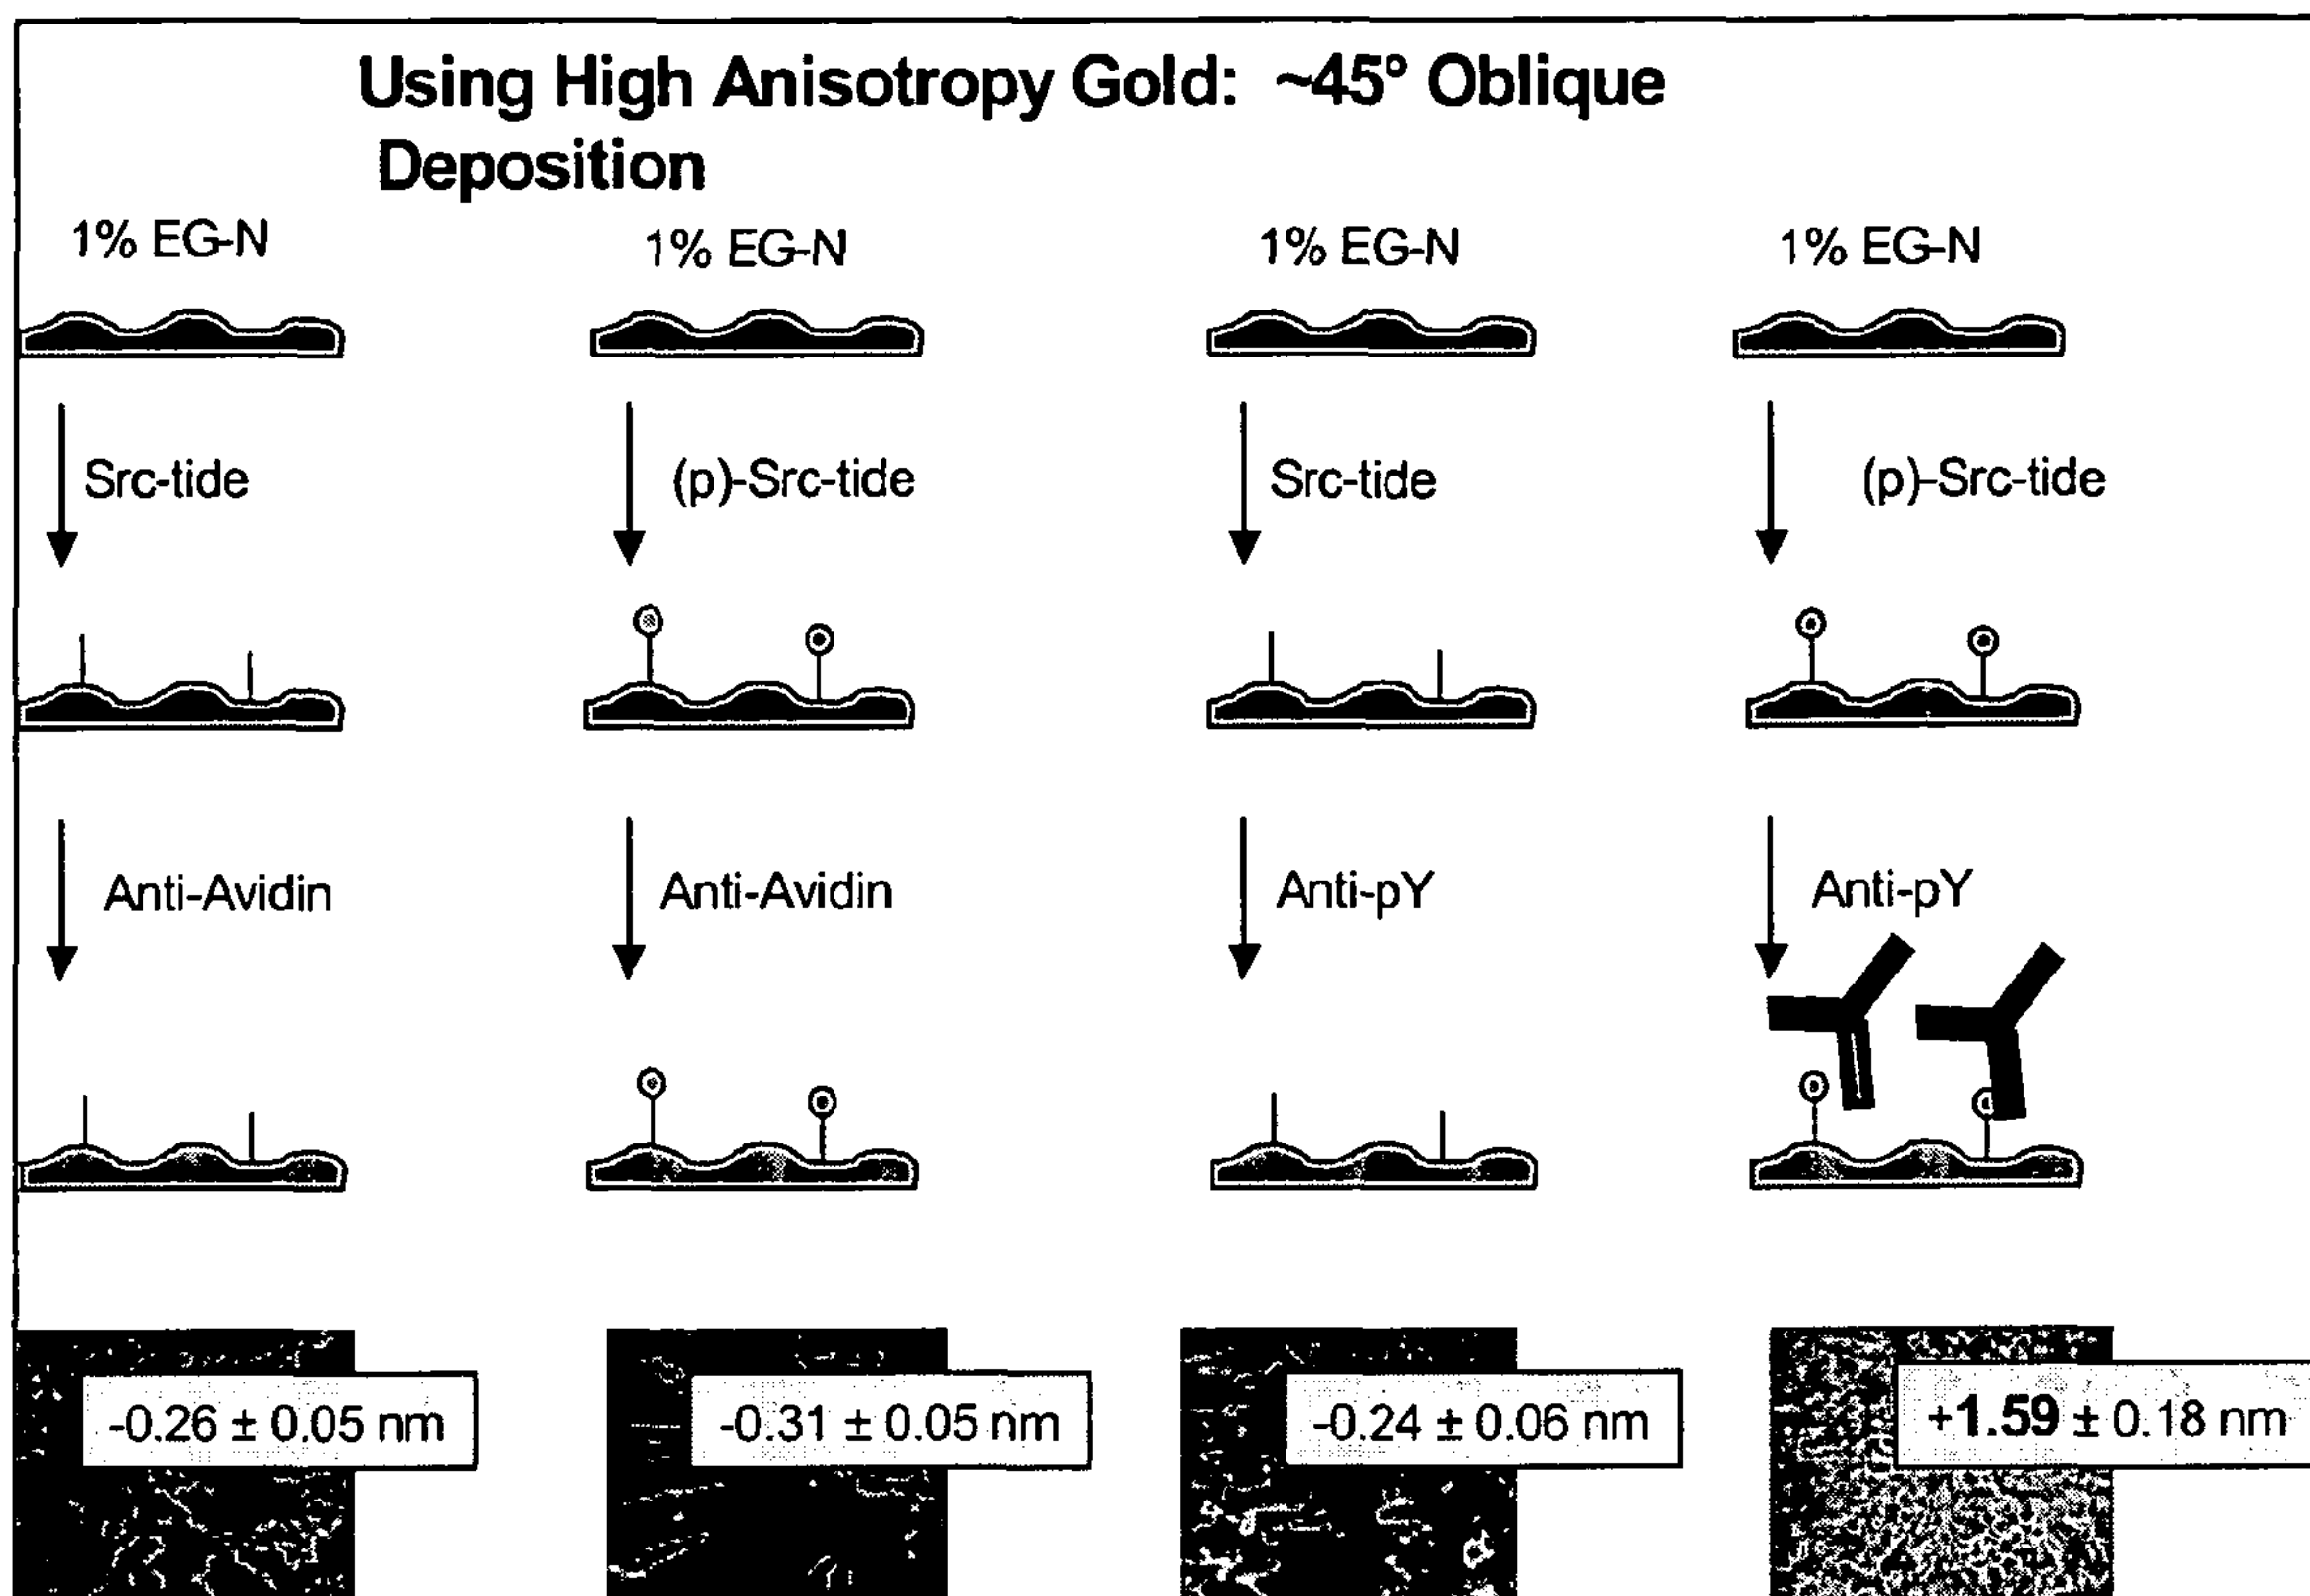 Using High Anisotropy Gold: ~45° Oblique
Deposition
1% EG-N
1% EG-N
1% EG-N
1% EG-N
Src-tide
(p)-Src-tide
Src-tide
(p)-Src-tide
Anti-Avidin
Anti-Avidin
Anti-pY
Anti-pY
-0.26 ± 0.05 nm
-0.31 ± 0.05 nm
-0.24 ± 0.06 nm
+1.59 ± 0.18 nm